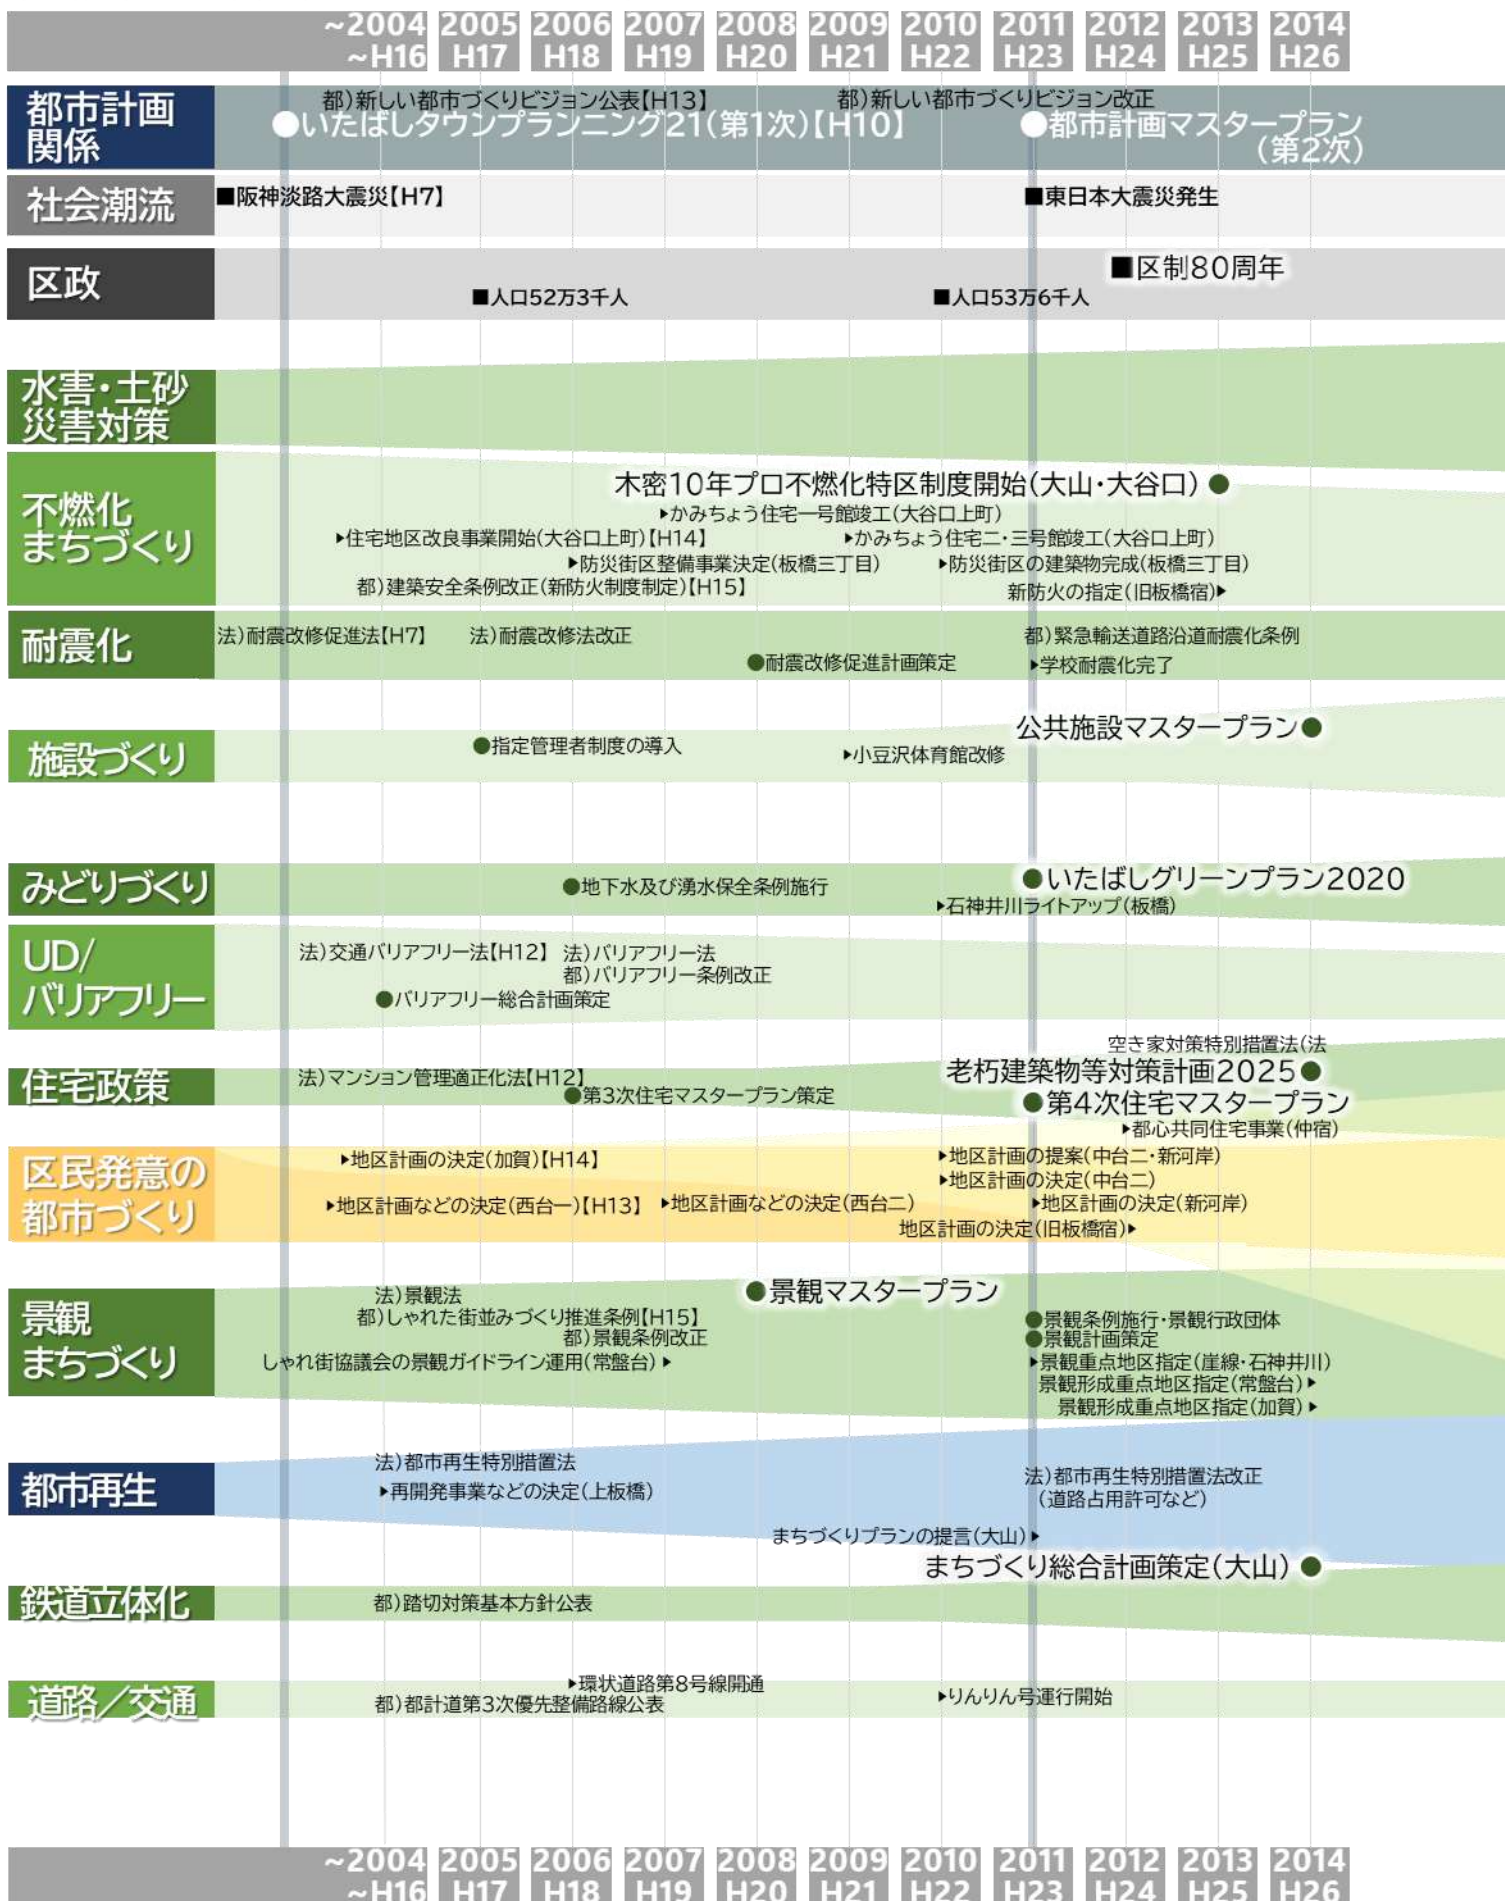 ~2004 2005 2006 2007 2008 2009 2010 2011 2012 2013 2014
~H16 H17 H18 H19 H20 H21 H22 H23 H24 H25 H26
都市計画
関係
都）新しい都市づくりビジョン公表【H13】
都）新しい都市づくりビジョン改正
●いたばしタウンプランニング21（第1次）【H10】
●都市計画マスタープラン
（第2次）
社会潮流
■阪神淡路大震災【H7】
■東日本大震災発生
区政
■区制80周年
■人口52万3千人
■人口53万6千人
水害・土砂
災害対策
不燃化
まちづくり
木密10年プロ不燃化特区制度開始（大山・大谷口）●
▶かみちょう住宅一号館竣工（大谷口上町）
▶住宅地区改良事業開始（大谷口上町）【H14】
▶かみちょう住宅二・三号館竣工（大谷口上町）
▶防災街区整備事業決定（板橋三丁目）
▶防災街区の建築物完成（板橋三丁目）
都）建築安全条例改正（新防火制度制定）【H15】
新防火の指定（旧板橋宿）▶
耐震化
法）耐震改修促進法【H7】
法）耐震改修法改正
都）緊急輸送道路沿道耐震化条例
●耐震改修促進計画策定
▶学校耐震化完了
施設づくり
公共施設マスタープラン●
●指定管理者制度の導入
▶小豆沢体育館改修
みどりづくり
●地下水及び湧水保全条例施行
●いたばしグリーンプラン2020
▶石神井川ライトアップ（板橋）
UD/
バリアフリー
法）交通バリアフリー法【H12】
法）バリアフリー法
都）バリアフリー条例改正
●バリアフリー総合計画策定
住宅政策
空き家対策特別措置法（法
老朽建築物等対策計画2025●
法）マンション管理適正化法【H12】
●第3次住宅マスタープラン策定
●第4次住宅マスタープラン
▶都心共同住宅事業（仲宿）
区民発意の
都市づくり
▶地区計画の決定（加賀）【H14】
▶地区計画の提案（中台二・新河岸）
▶地区計画の決定（中台二）
▶地区計画などの決定（西台一）【H13】
▶地区計画などの決定（西台二）
▶地区計画の決定（新河岸）
地区計画の決定（旧板橋宿）▶
景観
まちづくり
法）景観法
●景観マスタープラン
都）しゃれた街並みづくり推進条例【H15】
都）景観条例改正
しゃれ街協議会の景観ガイドライン運用（常盤台）▶
●景観条例施行・景観行政団体
●景観計画策定
▶景観重点地区指定（崖線・石神井川）
景観形成重点地区指定（常盤台）▶
景観形成重点地区指定（加賀）▶
都市再生
法）都市再生特別措置法
▶再開発事業などの決定（上板橋）
法）都市再生特別措置法改正
（道路占用許可など）
まちづくりプランの提言（大山）▶
まちづくり総合計画策定（大山）●
鉄道立体化
都）踏切対策基本方針公表
道路／交通
▶環状道路第8号線開通
都）都計道第3次優先整備路線公表
▶りんりん号運行開始
~2004 2005 2006 2007 2008 2009 2010 2011 2012 2013 2014
~H16 H17 H18 H19 H20 H21 H22 H23 H24 H25 H26